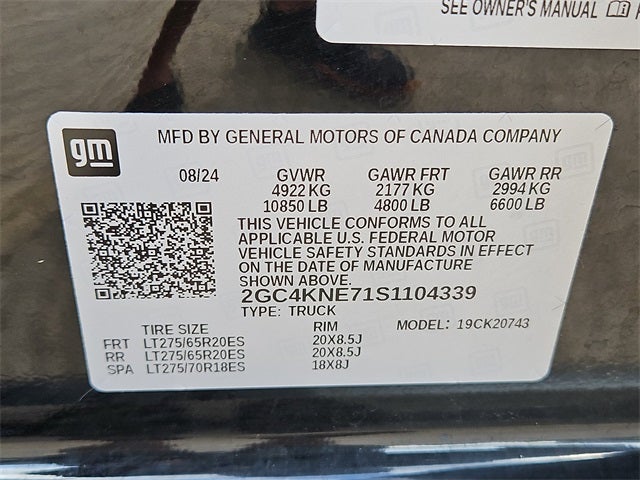 SEE OWNER'S MANUAL
gm
MFD BY GENERAL MOTORS OF CANADA COMPANY
08/24 GVWR GAWR FRT GAWR RR
4922 KG 2177 KG 2994 KG
10850 LB 4800 LB 6600 LB
THIS VEHICLE CONFORMS TO ALL
APPLICABLE U.S. FEDERAL MOTOR
VEHICLE SAFETY STANDARDS IN EFFECT
ON THE DATE OF MANUFACTURE
SHOWN ABOVE.
2GC4KNE71S1104339
TYPE: TRUCK
TIRE SIZE RIM MODEL: 19CK20743
FRT LT275/65R20ES 20X8.5J
RR LT275/65R20ES 20X8.5J
SPA LT275/70R18ES 18X8J